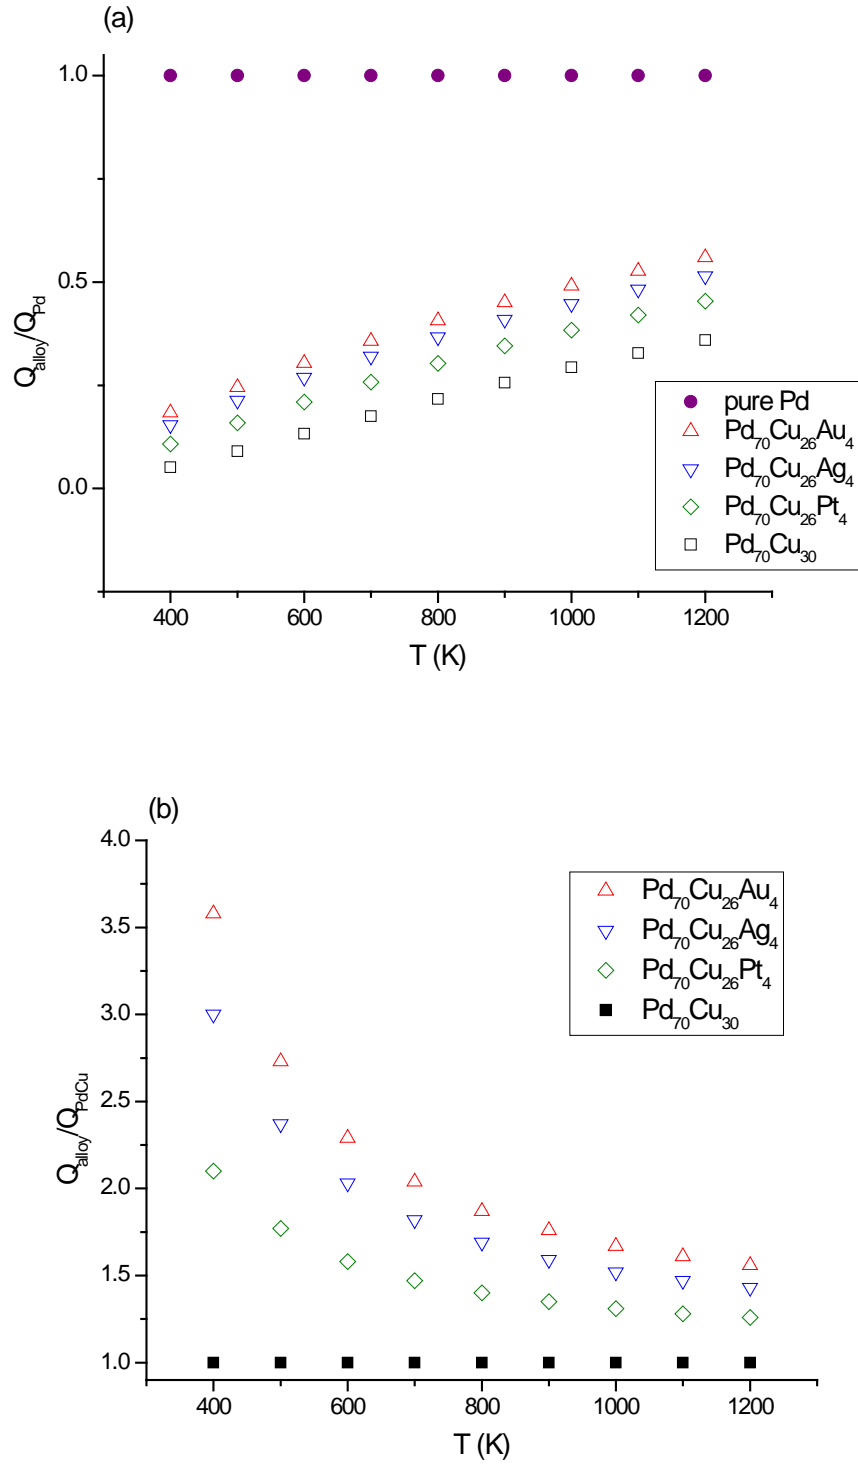 (a)
1.0
0.5
0.0
Q_alloy/Q_Pd
pure Pd
Pd₇₀Cu₂₆Au₄
Pd₇₀Cu₂₆Ag₄
Pd₇₀Cu₂₆Pt₄
Pd₇₀Cu₃₀
400 600 800 1000 1200
T (K)
(b)
4.0
3.5
3.0
2.5
2.0
1.5
1.0
Q_alloy/Q_PdCu
Pd₇₀Cu₂₆Au₄
Pd₇₀Cu₂₆Ag₄
Pd₇₀Cu₂₆Pt₄
Pd₇₀Cu₃₀
400 600 800 1000 1200
T (K)